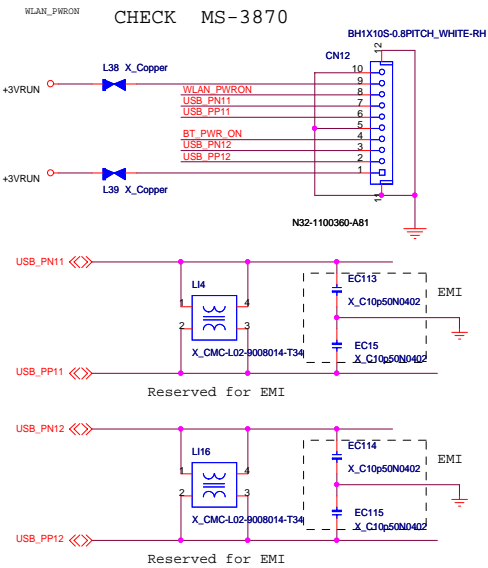 WLAN_PWRON
CHECK MS-3870
BH1X10S-0.8PITCH_WHITE-RH
CN12
12
L38 X_Copper
10
+3VRUN
9
WLAN_PWRON
8
USB_PN11
7
USB_PP11
6
5
BT_PWR_ON
4
USB_PN12
3
USB_PP12
2
+3VRUN
1
L39 X_Copper
11
N32-1100360-A81
USB_PN11
EC113
EMI
LI4
X_C10p50N0402
1
4
2
3
EC15
X_CMC-L02-9008014-T34
X_C10p50N0402
USB_PP11
Reserved for EMI
USB_PN12
EC114
EMI
LI16
X_C10p50N0402
1
4
2
3
EC115
X_CMC-L02-9008014-T34
X_C10p50N0402
USB_PP12
Reserved for EMI